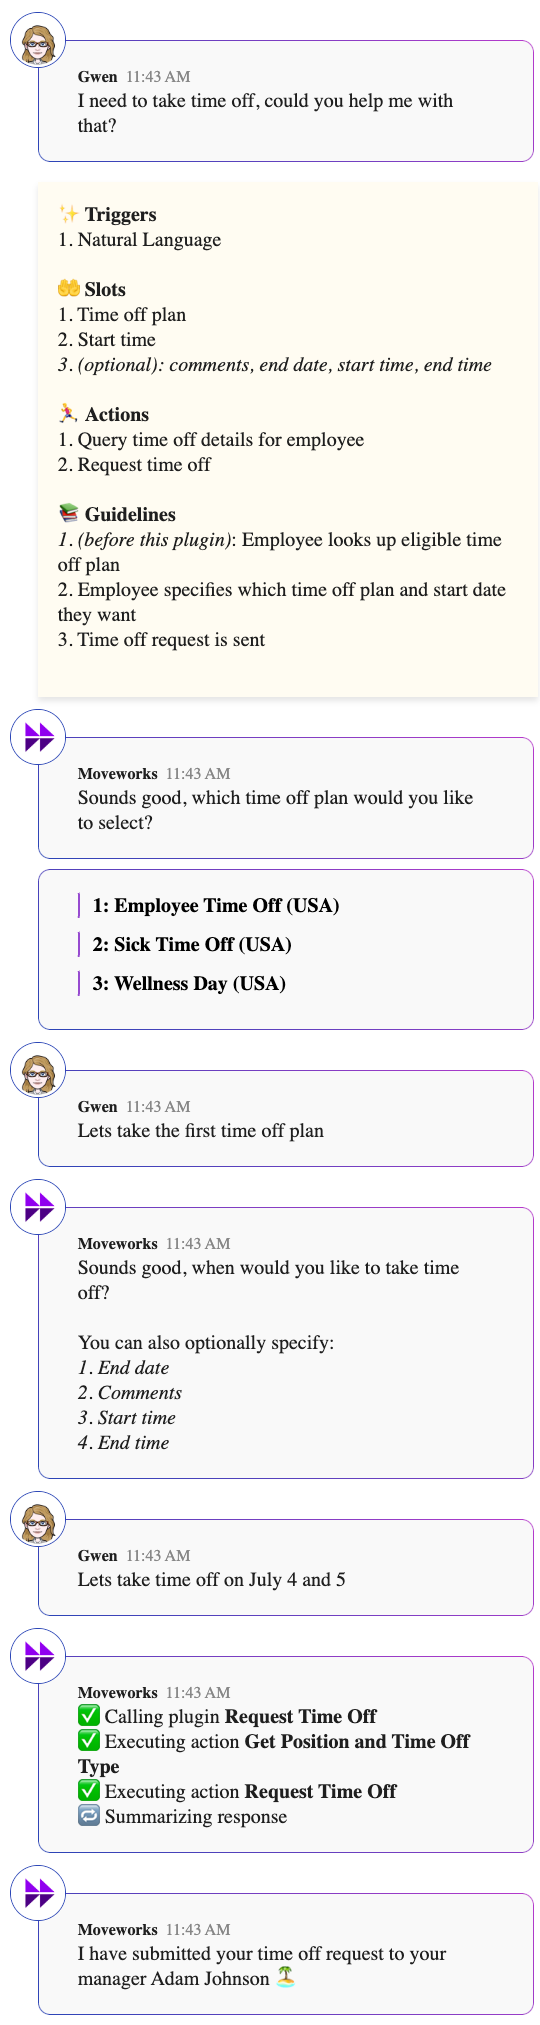 Gwen 11:43 AM
I need to take time off, could you help me with
that?
✨ Triggers
1. Natural Language
🤲 Slots
1. Time off plan
2. Start time
3. (optional): comments, end date, start time, end time
🏃‍♀️ Actions
1. Query time off details for employee
2. Request time off
📚 Guidelines
1. (before this plugin): Employee looks up eligible time
off plan
2. Employee specifies which time off plan and start date
they want
3. Time off request is sent
Moveworks 11:43 AM
Sounds good, which time off plan would you like
to select?
1: Employee Time Off (USA)
2: Sick Time Off (USA)
3: Wellness Day (USA)
Gwen 11:43 AM
Lets take the first time off plan
Moveworks 11:43 AM
Sounds good, when would you like to take time
off?
You can also optionally specify:
1. End date
2. Comments
3. Start time
4. End time
Gwen 11:43 AM
Lets take time off on July 4 and 5
Moveworks 11:43 AM
✅ Calling plugin Request Time Off
✅ Executing action Get Position and Time Off
Type
✅ Executing action Request Time Off
🔁 Summarizing response
Moveworks 11:43 AM
I have submitted your time off request to your
manager Adam Johnson 🏝️